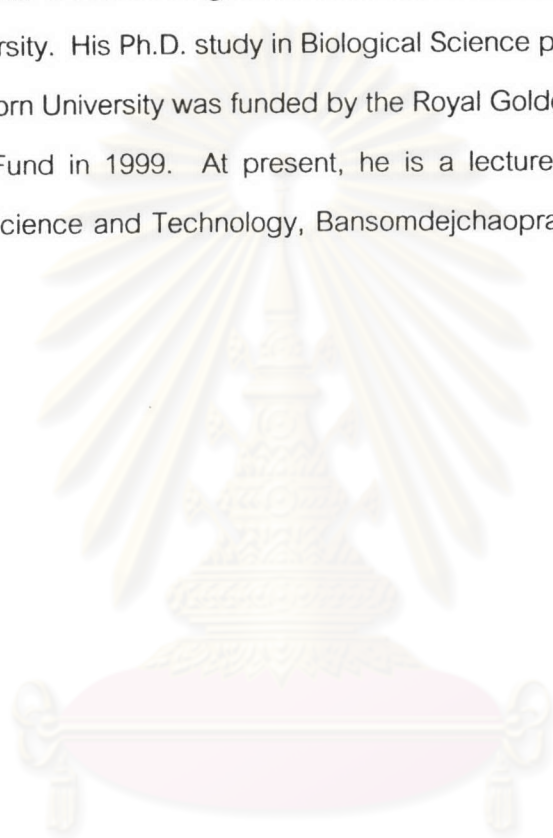 rsity. His Ph.D. study in Biological Science p
orn University was funded by the Royal Gold
Fund in 1999. At present, he is a lecture
cience and Technology, Bansomdejchaopra